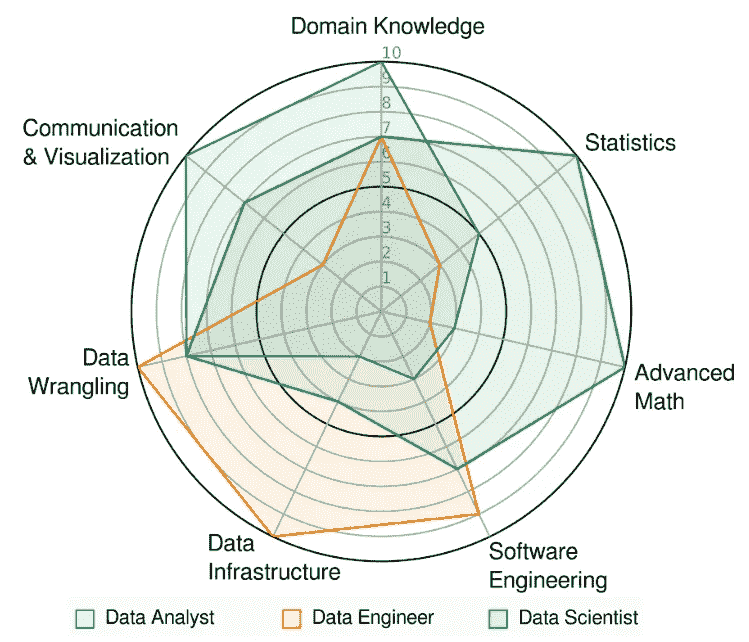 Domain Knowledge
10
9
8
7
6
5
4
3
2
1
Communication
& Visualization
Statistics
Data
Wrangling
Advanced
Math
Data
Infrastructure
Software
Engineering
Data Analyst
Data Engineer
Data Scientist